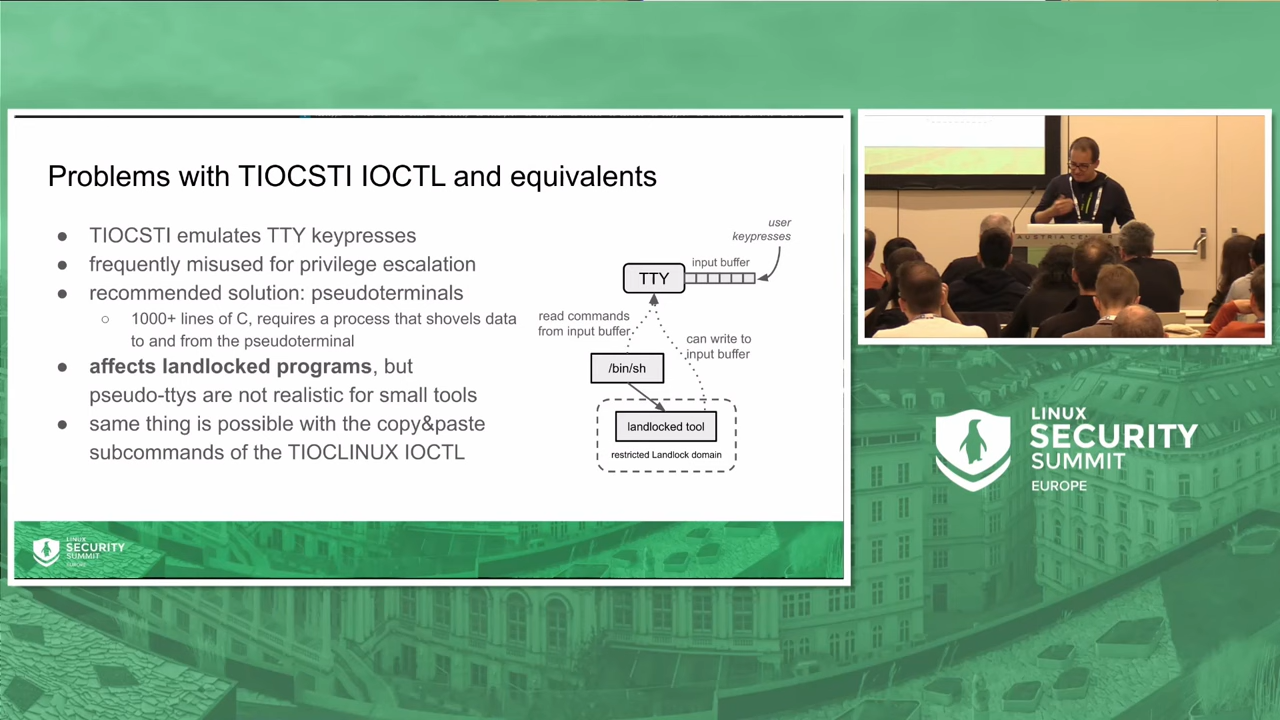 Problems with TIOCSTI IOCTL and equivalents
● TIOCSTI emulates TTY keypresses
● frequently misused for privilege escalation
● recommended solution: pseudoterminals
○ 1000+ lines of C, requires a process that shovels data
to and from the pseudoterminal
● affects landlocked programs, but
pseudo-ttys are not realistic for small tools
● same thing is possible with the copy&paste
subcommands of the TIOCLINUX IOCTL
user
keypresses
input buffer
TTY
read commands
from input buffer
can write to
input buffer
/bin/sh
landlocked tool
restricted Landlock domain
LINUX
SECURITY
SUMMIT
EUROPE
AUSTRIA CENTER
LINUX
SECURITY
SUMMIT
EUROPE